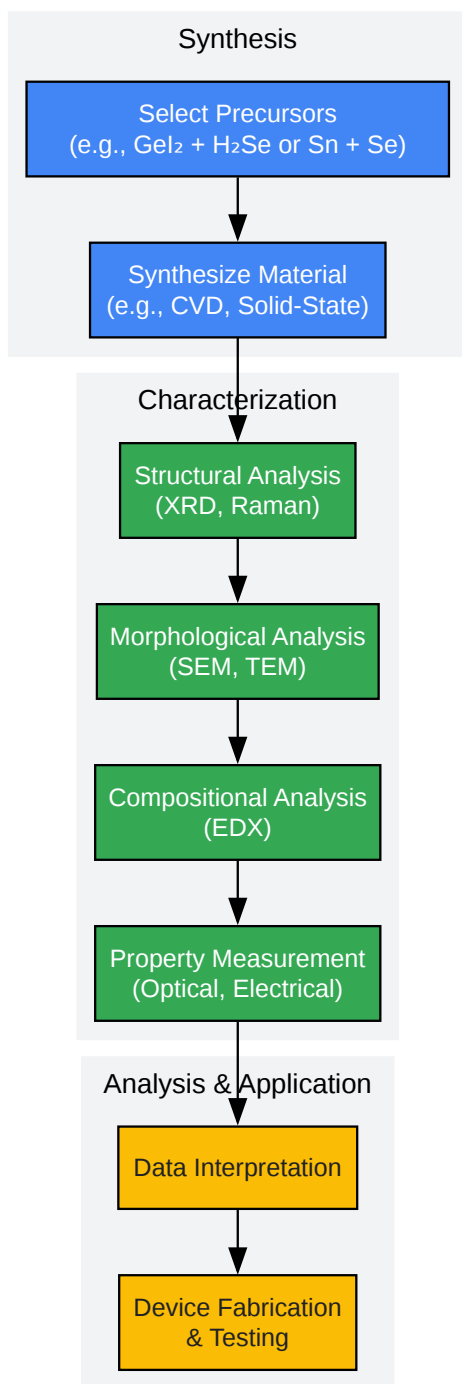 Synthesis
Select Precursors
(e.g., GeI₂ + H₂Se or Sn + Se)
Synthesize Material
(e.g., CVD, Solid-State)
Characterization
Structural Analysis
(XRD, Raman)
Morphological Analysis
(SEM, TEM)
Compositional Analysis
(EDX)
Property Measurement
(Optical, Electrical)
Analysis & Application
Data Interpretation
Device Fabrication
& Testing